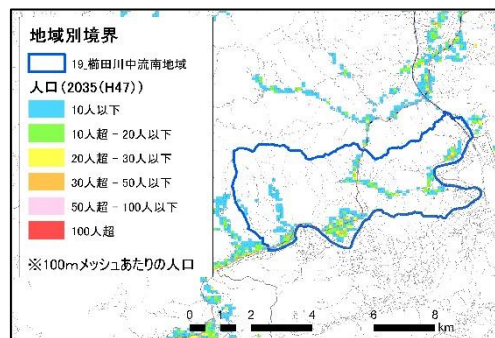 地域別境界
19_櫛田川中流南地域
人口(2035(H47))
10人以下
10人超 - 20人以下
20人超 - 30人以下
30人超 - 50人以下
50人超 - 100人以下
100人超
※100mメッシュあたりの人口
0 1 2 4 6 8
km